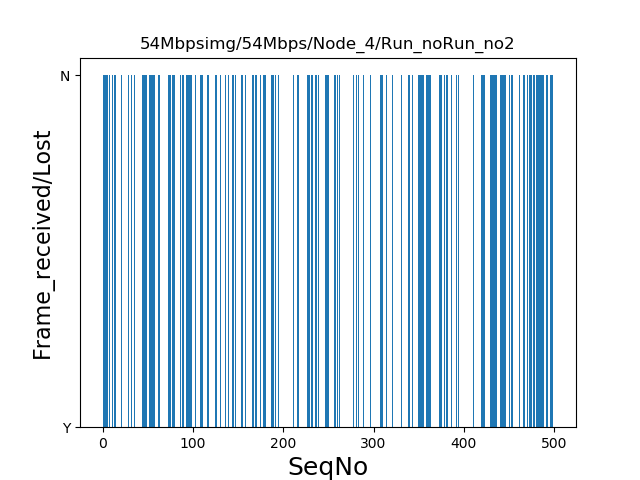 54Mbpsimg/54Mbps/Node_4/Run_noRun_no2
N
Frame_received/Lost
Y
0 100 200 300 400 500
SeqNo